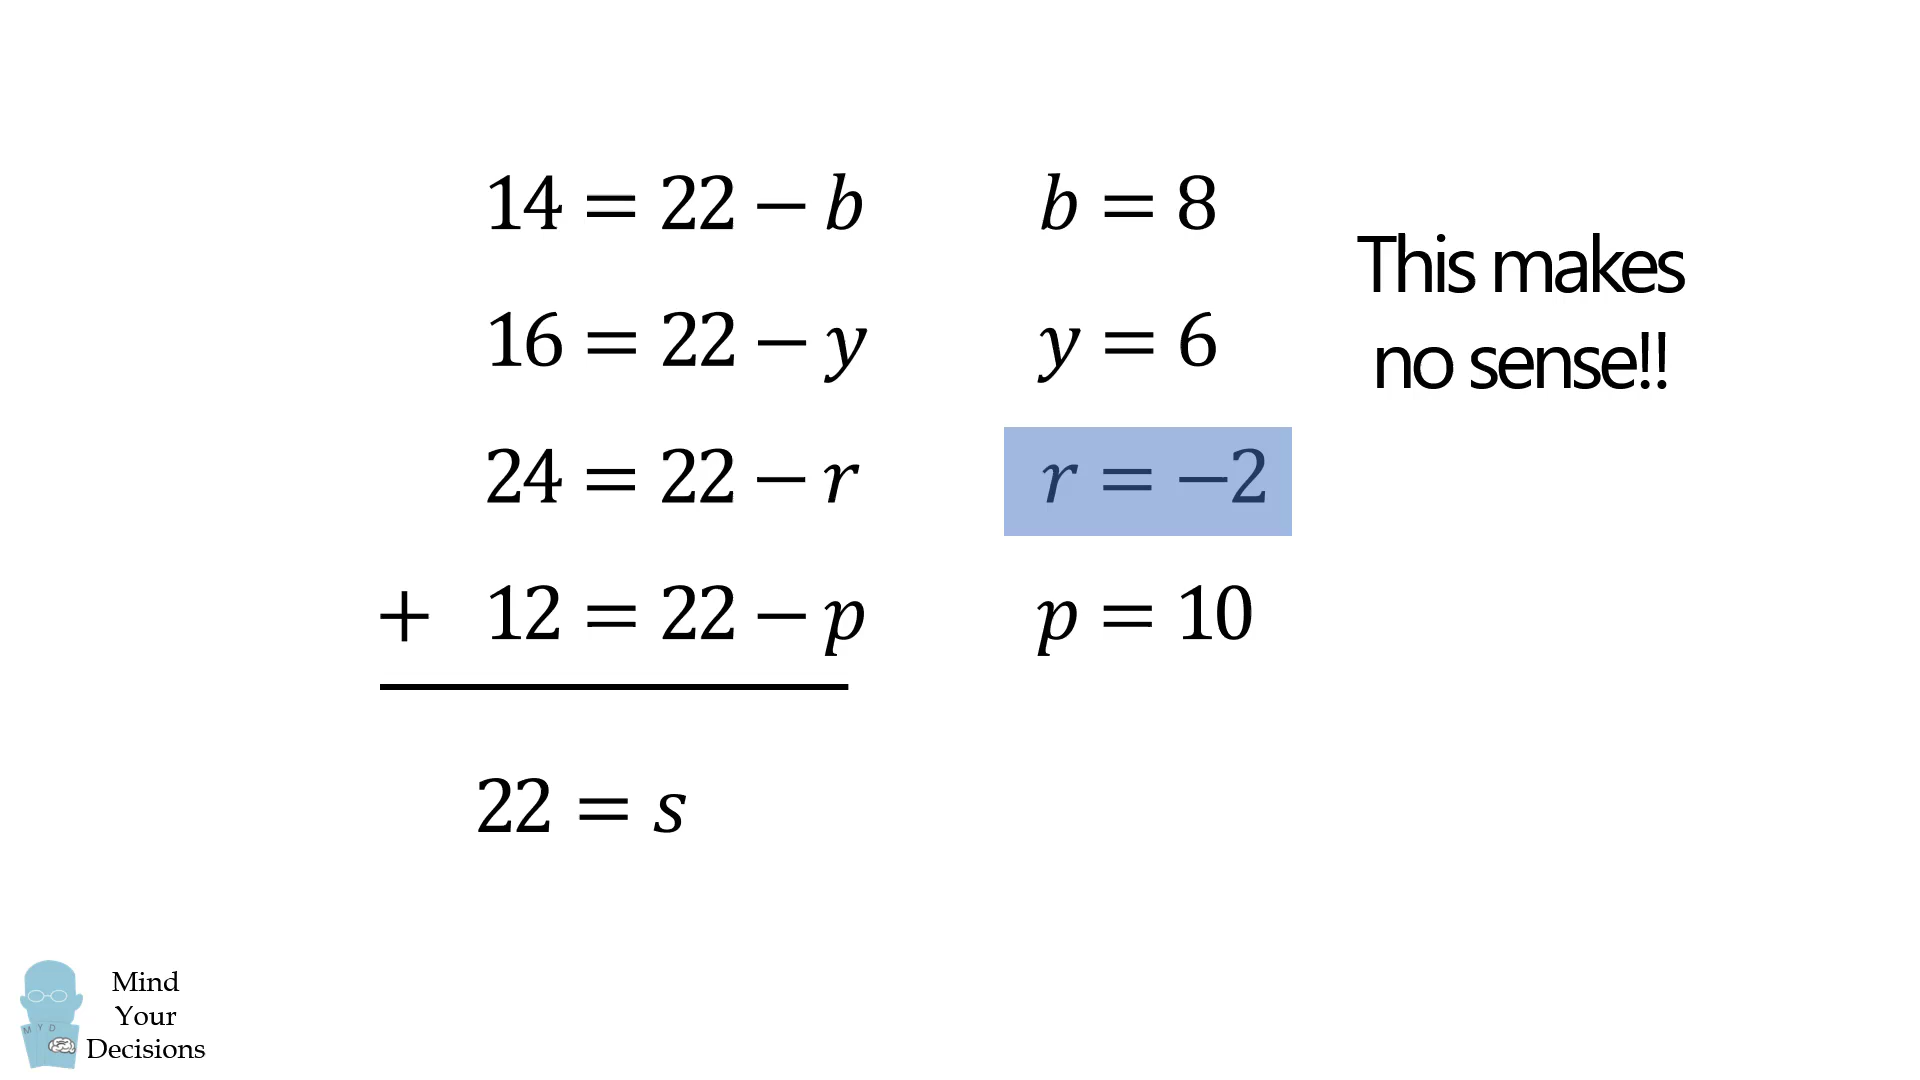 14 = 22 − b b = 8
This makes
16 = 22 − y y = 6
no sense!!
24 = 22 − r r = −2
+ 12 = 22 − p p = 10
22 = s
M Y D
Mind
Your
Decisions